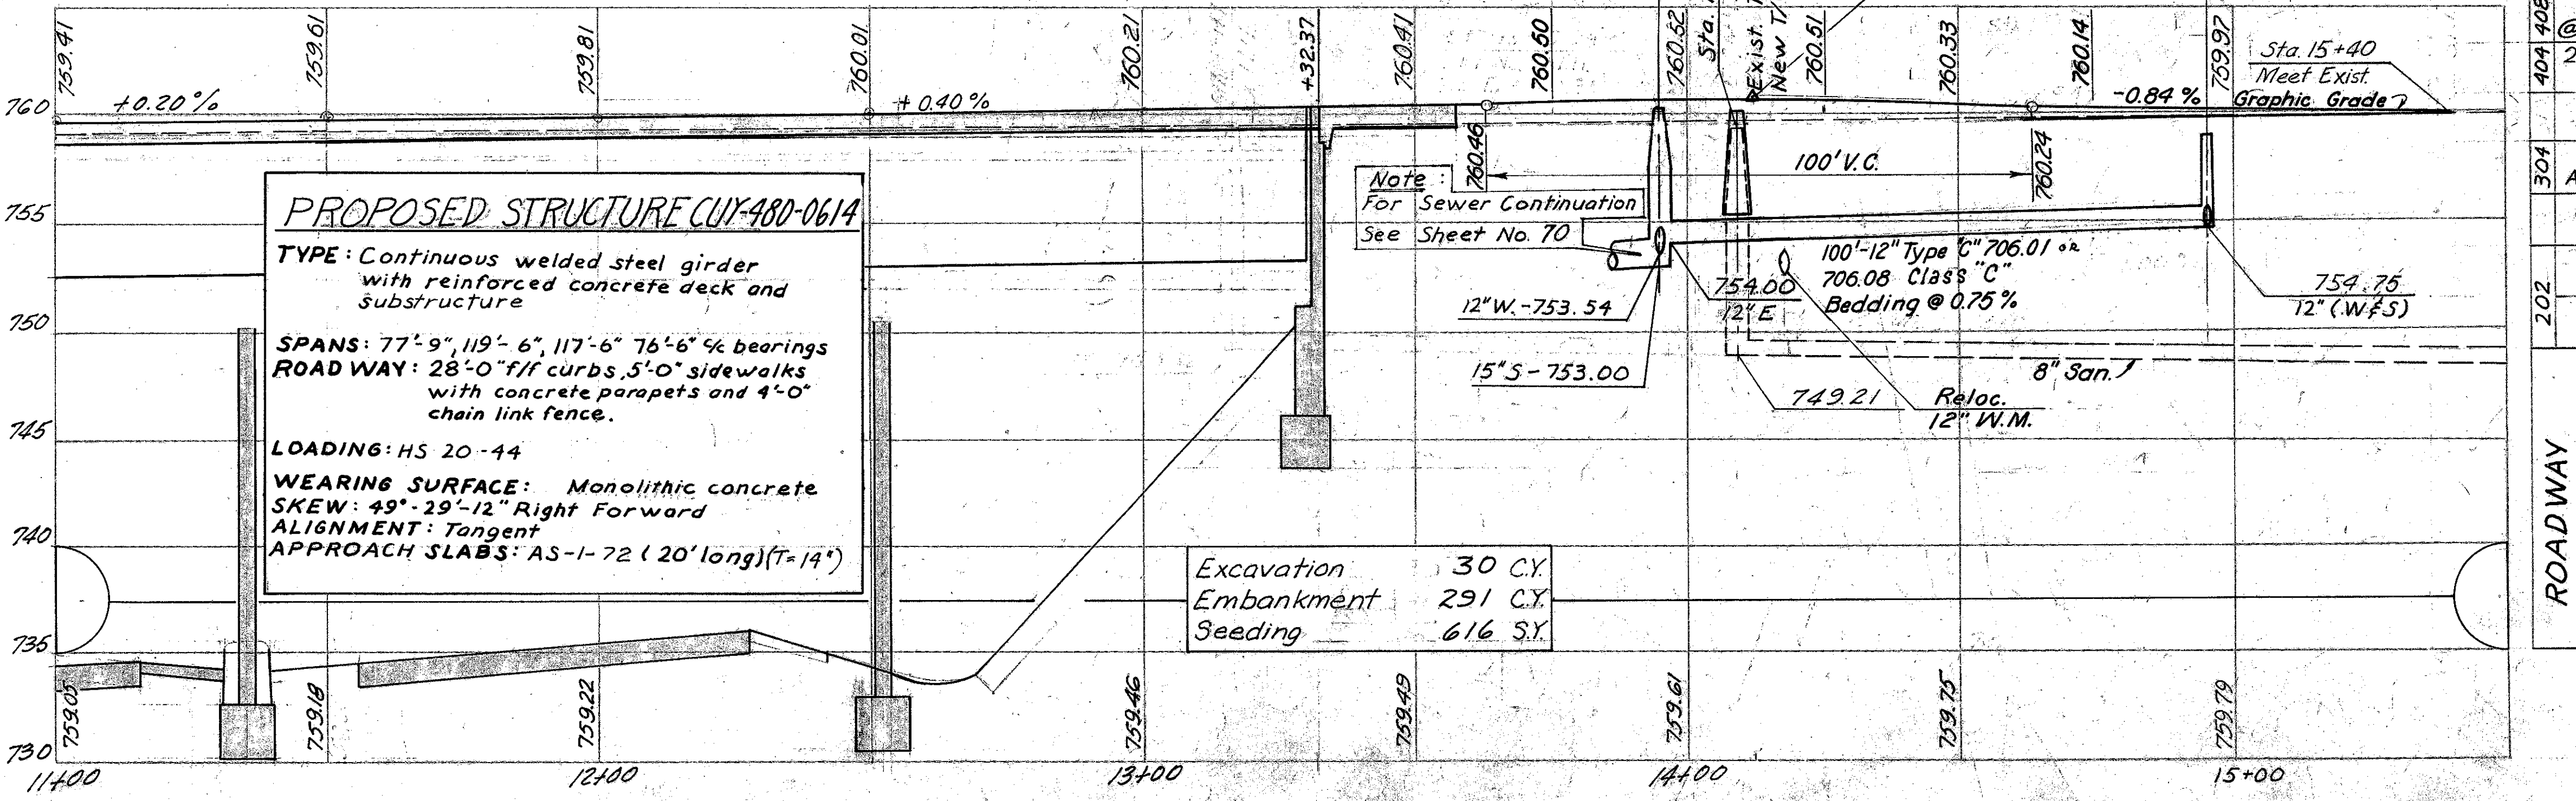 759.41
759.61
759.81
760.01
760.21
+32.37
760.41
760.50
760.52
Sta.
Exist.
New T/
760.51
760.33
760.14
759.97
Sta. 15+40
Meet Exist.
Graphic Grade
+0.20%
+0.40%
-0.84%
760
755
750
745
740
735
730
760.46
100' V.C.
760.24
PROPOSED STRUCTURE CUY-480-0614
TYPE: Continuous welded steel girder
with reinforced concrete deck and
substructure
SPANS: 77'-9", 119'-6", 117'-6" 76'-6" c/c bearings
ROADWAY: 28'-0" f/f curbs, 5'-0" sidewalks
with concrete parapets and 4'-0"
chain link fence.
LOADING: HS 20-44
WEARING SURFACE: Monolithic concrete
SKEW: 49°-29'-12" Right Forward
ALIGNMENT: Tangent
APPROACH SLABS: AS-1-72 (20' long)(T=14")
Note:
For Sewer Continuation
See Sheet No. 70
12" W.-753.54
15" S-753.00
754.00
12" E
100'-12" Type "C" 706.01 or
706.08 Class "C"
Bedding @ 0.75%
754.75
12" (W&S)
8" San.
749.21
Reloc.
12" W.M.
Excavation 30 C.Y.
Embankment 291 C.Y.
Seeding 616 S.Y.
759.05
759.18
759.22
759.46
759.49
759.61
759.75
759.79
11+00
12+00
13+00
14+00
15+00
408
404
304
202
@
2
A
ROADWAY